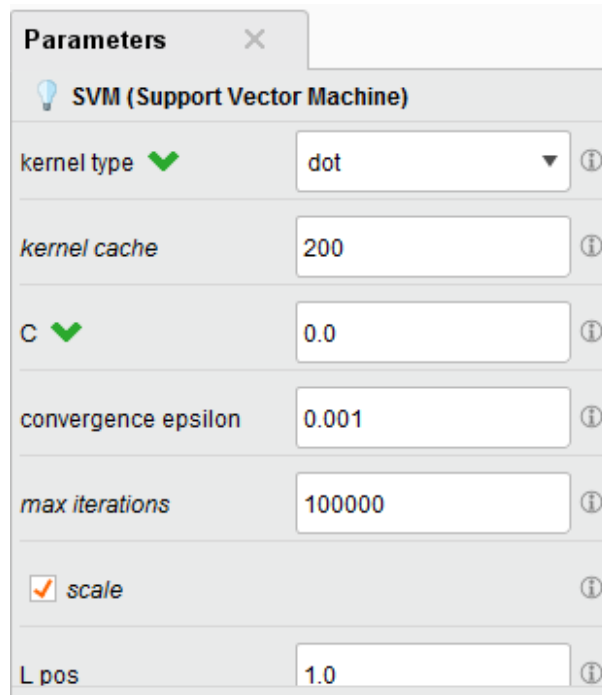 Parameters
SVM (Support Vector Machine)
kernel type dot
kernel cache 200
C 0.0
convergence epsilon 0.001
max iterations 100000
scale
L pos 1.0